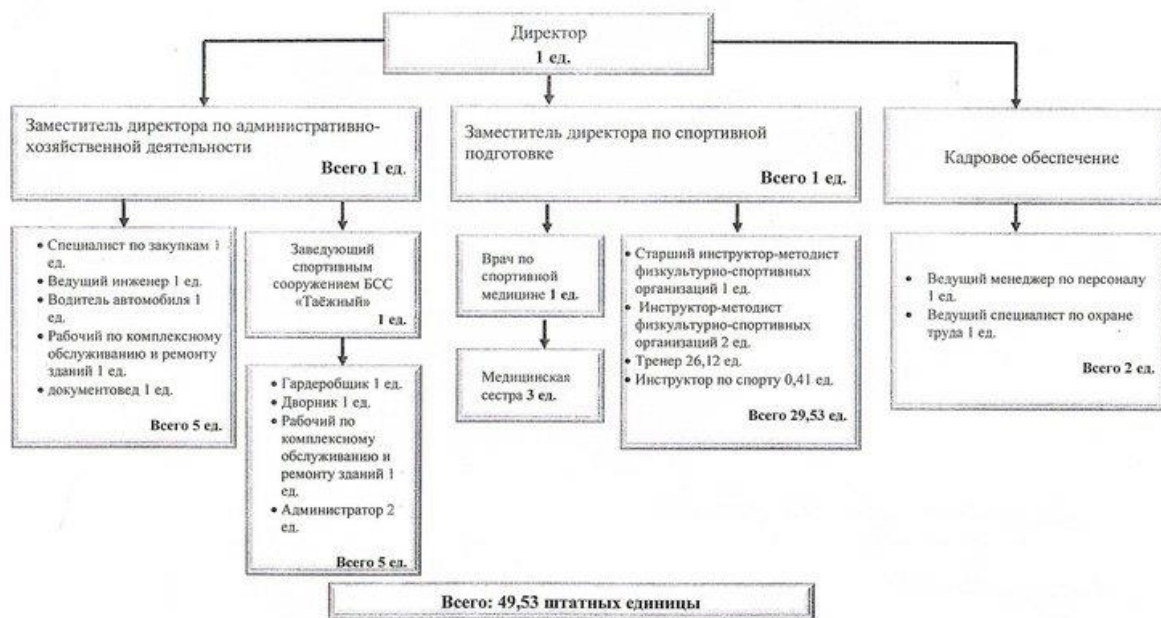 Директор
1 ед.
Заместитель директора по административно-
хозяйственной деятельности
Всего 1 ед.
Заместитель директора по спортивной
подготовке
Всего 1 ед.
Кадровое обеспечение
• Специалист по закупкам 1
ед.
• Ведущий инженер 1 ед.
• Водитель автомобиля 1
ед.
• Рабочий по комплексному
обслуживанию и ремонту
зданий 1 ед.
• документовед 1 ед.
Всего 5 ед.
Заведующий
спортивным
сооружением БСС
«Таёжный»
1 ед.
• Гардеробщик 1 ед.
• Дворник 1 ед.
• Рабочий по
комплексному
обслуживанию и
ремонту зданий 1
ед.
• Администратор 2
ед.
Всего 5 ед.
Врач по
спортивной
медицине 1 ед.
Медицинская
сестра 3 ед.
• Старший инструктор-методист
физкультурно-спортивных
организаций 1 ед.
• Инструктор-методист
физкультурно-спортивных
организаций 2 ед.
• Тренер 26,12 ед.
• Инструктор по спорту 0,41 ед.
Всего 29,53 ед.
• Ведущий менеджер по персоналу
1 ед.
• Ведущий специалист по охране
труда 1 ед.
Всего 2 ед.
Всего: 49,53 штатных единицы